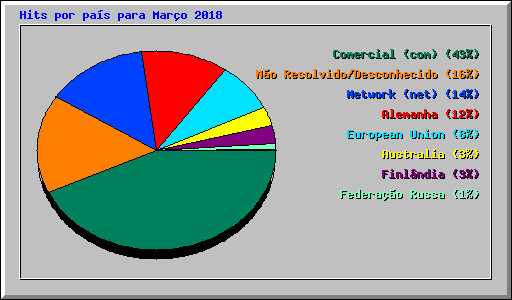 Hits por país para Março 2018
Comercial (com) (43%)
Não Resolvido/Desconhecido (16%)
Network (net) (14%)
Alemanha (12%)
European Union (8%)
Australia (3%)
Finlândia (3%)
Federação Russa (1%)